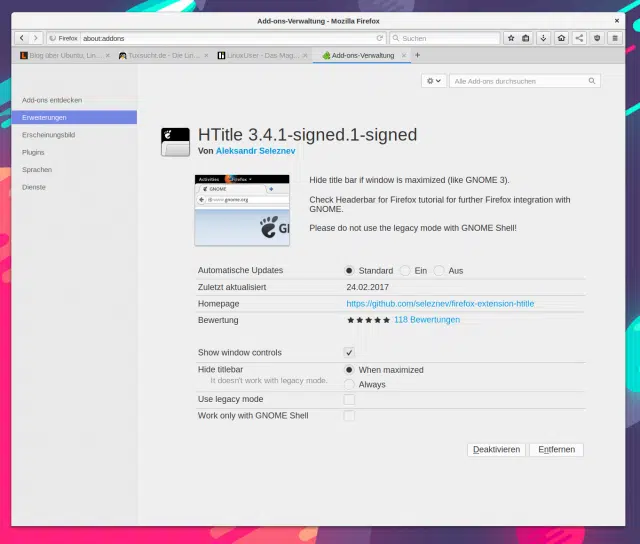 Add-ons-Verwaltung - Mozilla Firefox
Firefox about:addons Suchen
Blog über Ubuntu, Lin… Tussucht.de - Die Lin… LinuxUser - Das Mag… Add-ons-Verwaltung
Alle Add-ons durchsuchen
Add-ons entdecken
Erweiterungen
Erscheinungsbild
Plugins
Sprachen
Dienste
HTitle 3.4.1-signed.1-signed
Von Aleksandr Seleznev
Activities Firefox
GNOME
www.gnome.org
Hide title bar if window is maximized (like GNOME 3).
Check Headerbar for Firefox tutorial for further Firefox integration with
GNOME.
Please do not use the legacy mode with GNOME Shell!
Automatische Updates Standard Ein Aus
Zuletzt aktualisiert 24.02.2017
Homepage https://github.com/seleznev/firefox-extension-htitle
Bewertung ★★★★★ 118 Bewertungen
Show window controls
Hide titlebar When maximized
It doesn't work with legacy mode. Always
Use legacy mode
Work only with GNOME Shell
Deaktivieren Entfernen